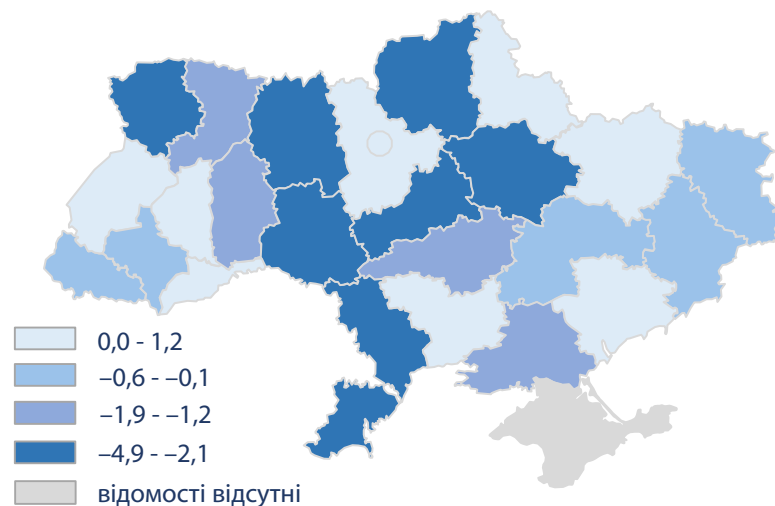 0,0 - 1,2
–0,6 - –0,1
–1,9 - –1,2
–4,9 - –2,1
відомості відсутні